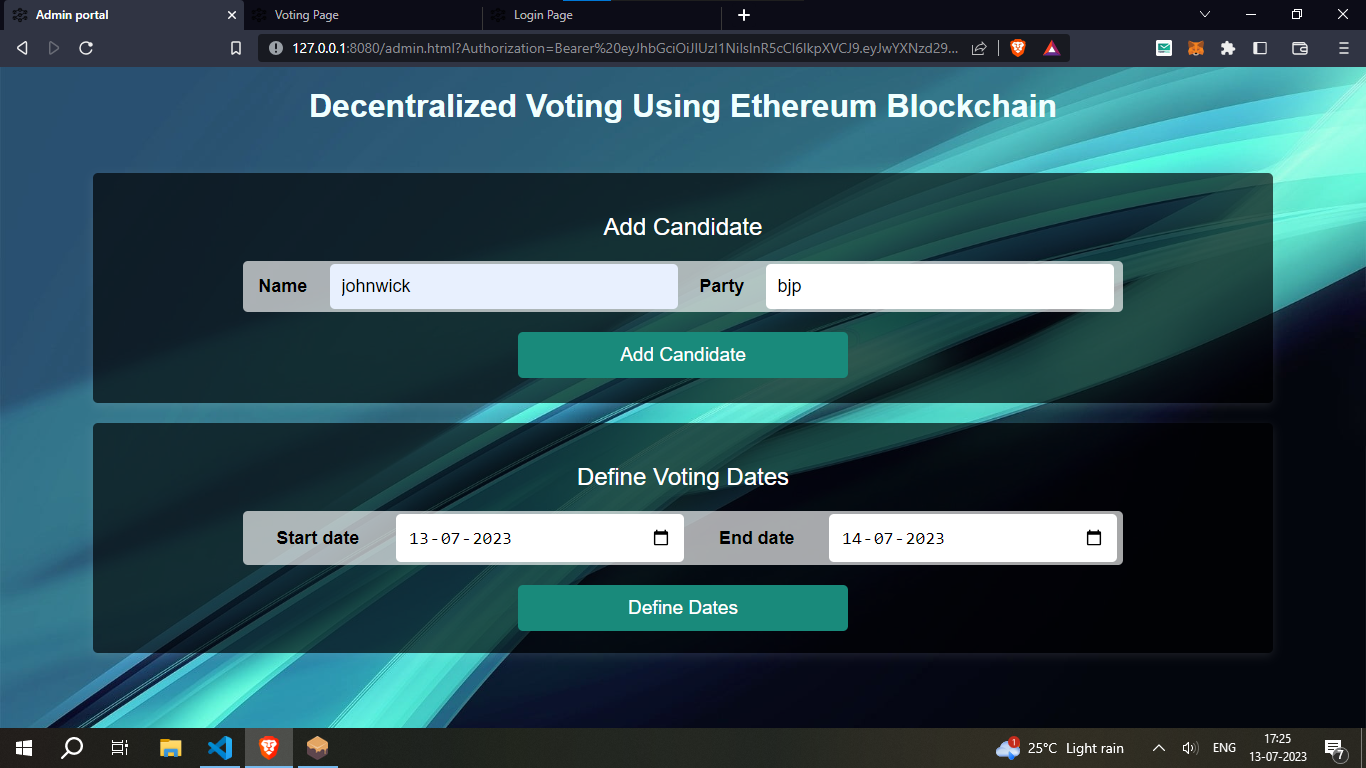 Admin portal
Voting Page
Login Page
127.0.0.1:8080/admin.html?Authorization=Bearer%20eyJhbGciOiJIUzI1NiIsInR5cCI6IkpXVCJ9.eyJwYXNzd29...
Decentralized Voting Using Ethereum Blockchain
Add Candidate
Name johnwick Party bjp
Add Candidate
Define Voting Dates
Start date 13-07-2023 End date 14-07-2023
Define Dates
1
25°C Light rain
ENG
17:25
13-07-2023
7